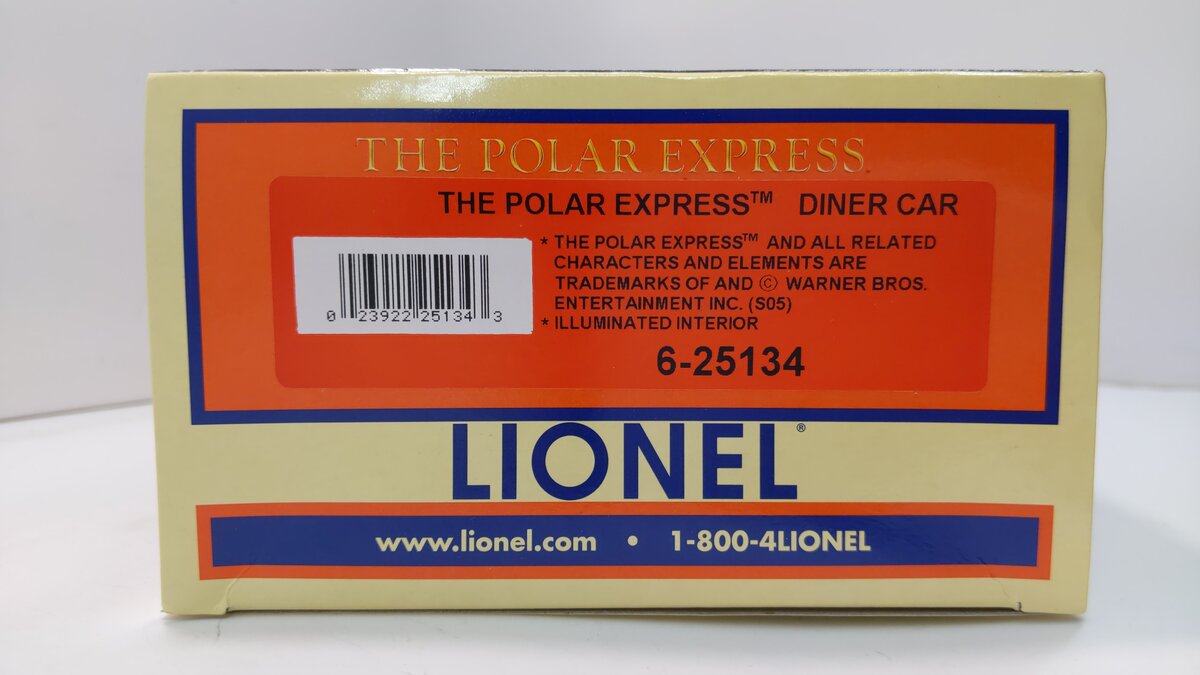 THE POLAR EXPRESS
THE POLAR EXPRESS™ DINER CAR
* THE POLAR EXPRESS™ AND ALL RELATED
CHARACTERS AND ELEMENTS ARE
TRADEMARKS OF AND © WARNER BROS.
ENTERTAINMENT INC. (S05)
* ILLUMINATED INTERIOR
0 23922 25134 3
6-25134
LIONEL®
www.lionel.com • 1-800-4LIONEL